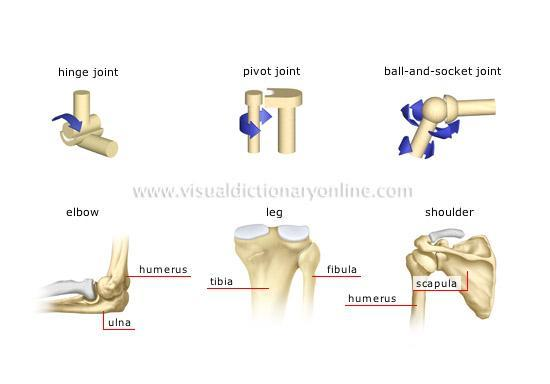 hinge joint
pivot joint
ball-and-socket joint
www.visualdictionaryonline.com
elbow
leg
shoulder
humerus
ulna
tibia
fibula
scapula
humerus